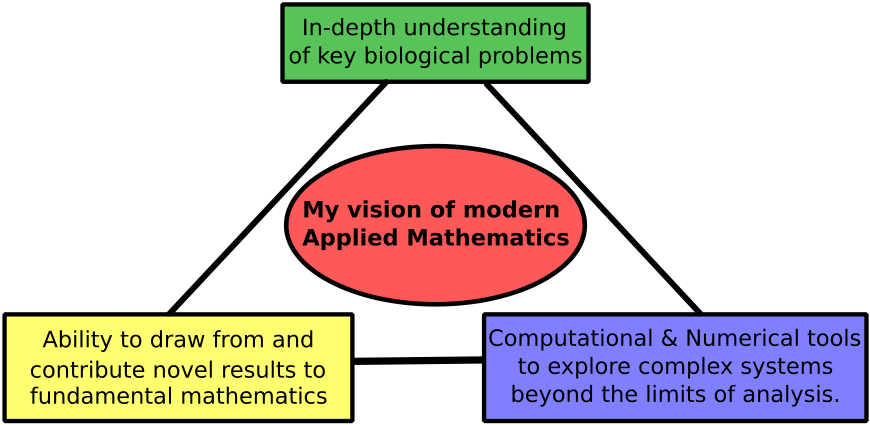 In-depth understanding
of key biological problems
My vision of modern
Applied Mathematics
Ability to draw from and
contribute novel results to
fundamental mathematics
Computational & Numerical tools
to explore complex systems
beyond the limits of analysis.